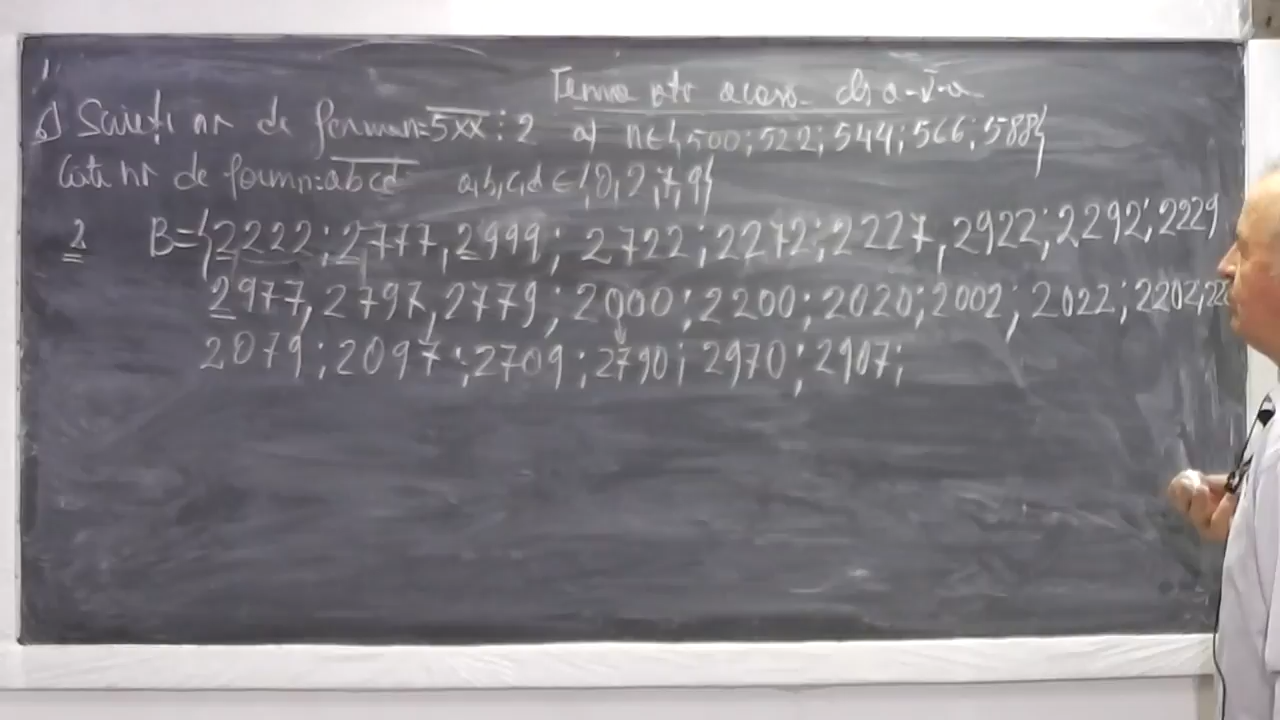 Tema ptr acasă cls a-V-a
b) Scrieți nr de forma n=5xx ⋮ 2 a) n∈{500; 522; 544; 566; 588}
Câte nr de forma n=abcd a,b,c,d ∈ {0,2,7,9}
2 B={2222; 2777, 2999; 2722; 2272; 2227, 2922; 2292; 2229
2977, 2797, 2779; 2000; 2200; 2020; 2002; 2022; 2202;
2079; 2097; 2709; 2790; 2970; 2907;